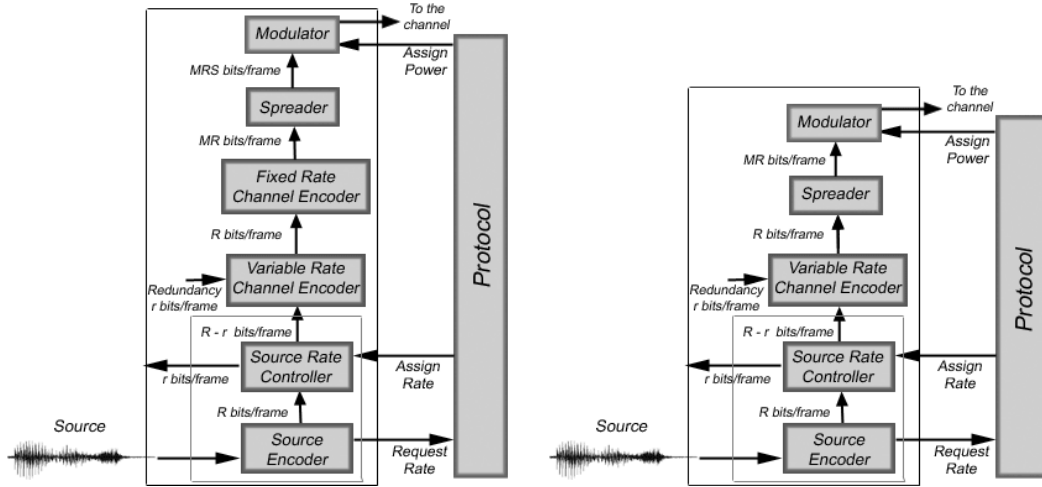 To the
channel
Modulator
Assign
Power
MRS bits/frame
Spreader
MR bits/frame
Fixed Rate
Channel Encoder
R bits/frame
Variable Rate
Channel Encoder
Redundancy
r bits/frame
R - r bits/frame
Source Rate
Controller
r bits/frame
Assign
Rate
R bits/frame
Source
Source
Encoder
Request
Rate
Protocol
To the
channel
Modulator
Assign
Power
MR bits/frame
Spreader
R bits/frame
Variable Rate
Channel Encoder
Redundancy
r bits/frame
R - r bits/frame
Source Rate
Controller
r bits/frame
Assign
Rate
R bits/frame
Source
Source
Encoder
Request
Rate
Protocol